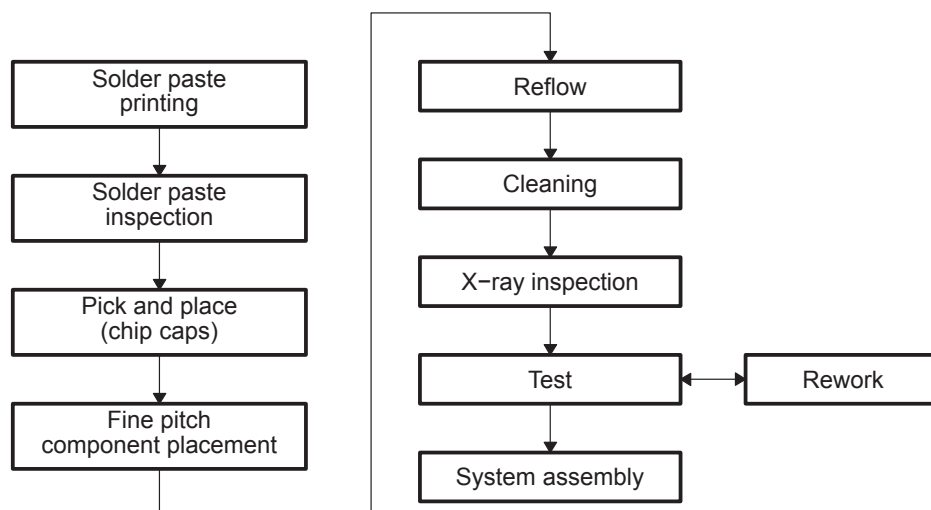 Solder paste
printing
Solder paste
inspection
Pick and place
(chip caps)
Fine pitch
component placement
Reflow
Cleaning
X−ray inspection
Test
Rework
System assembly